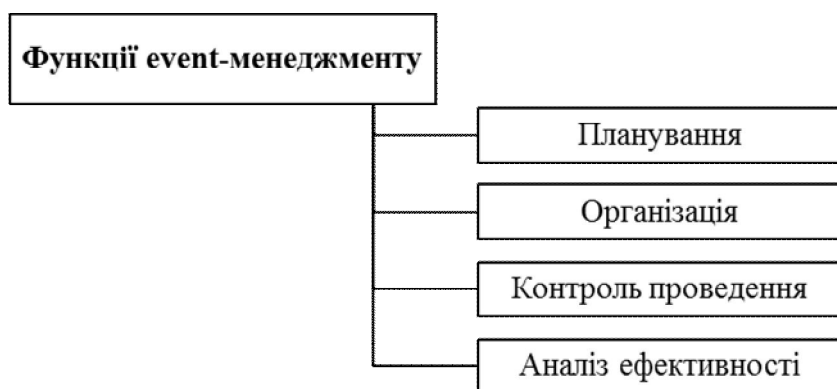 Функції event-менеджменту
Планування
Організація
Контроль проведення
Аналіз ефективності